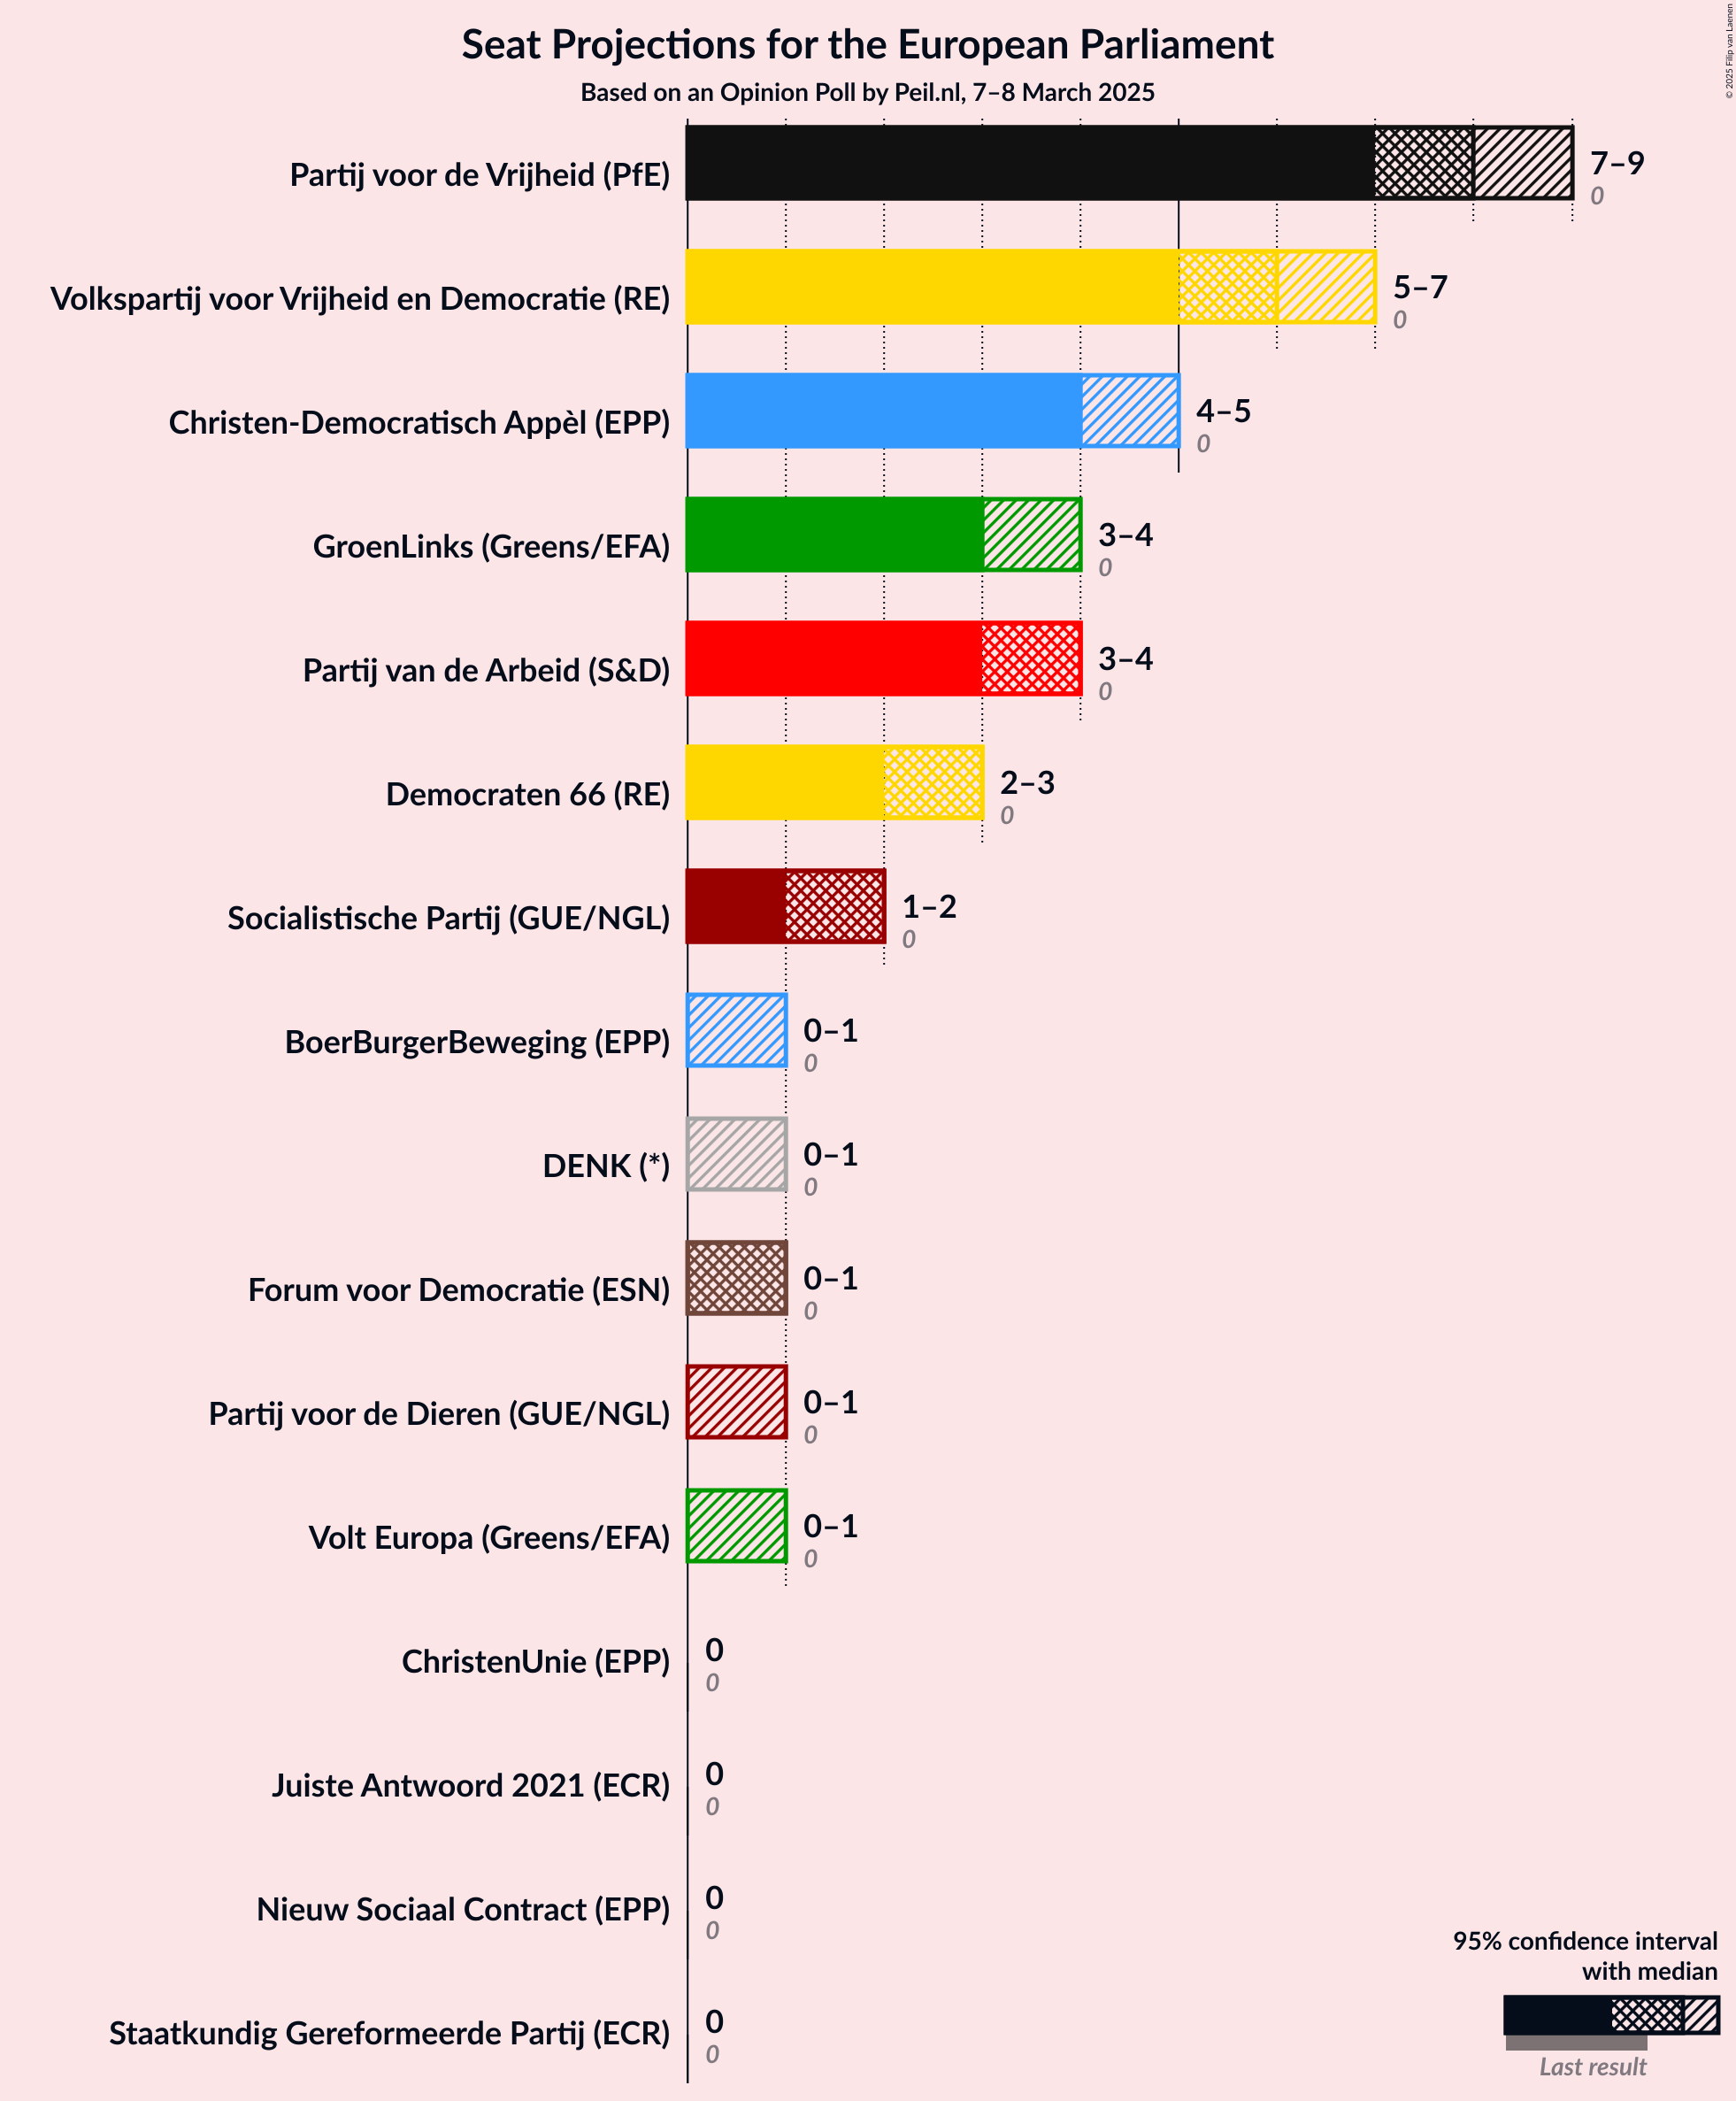 Seat Projections for the European Parliament
Based on an Opinion Poll by Peil.nl, 7–8 March 2025
© 2025 Filip van Laenen
Partij voor de Vrijheid (PfE)
7–9
0
Volkspartij voor Vrijheid en Democratie (RE)
5–7
0
Christen-Democratisch Appèl (EPP)
4–5
0
GroenLinks (Greens/EFA)
3–4
0
Partij van de Arbeid (S&D)
3–4
0
Democraten 66 (RE)
2–3
0
Socialistische Partij (GUE/NGL)
1–2
0
BoerBurgerBeweging (EPP)
0–1
0
DENK (*)
0–1
0
Forum voor Democratie (ESN)
0–1
0
Partij voor de Dieren (GUE/NGL)
0–1
0
Volt Europa (Greens/EFA)
0–1
0
ChristenUnie (EPP)
0
0
Juiste Antwoord 2021 (ECR)
0
0
Nieuw Sociaal Contract (EPP)
0
0
Staatkundig Gereformeerde Partij (ECR)
0
0
95% confidence interval
with median
Last result